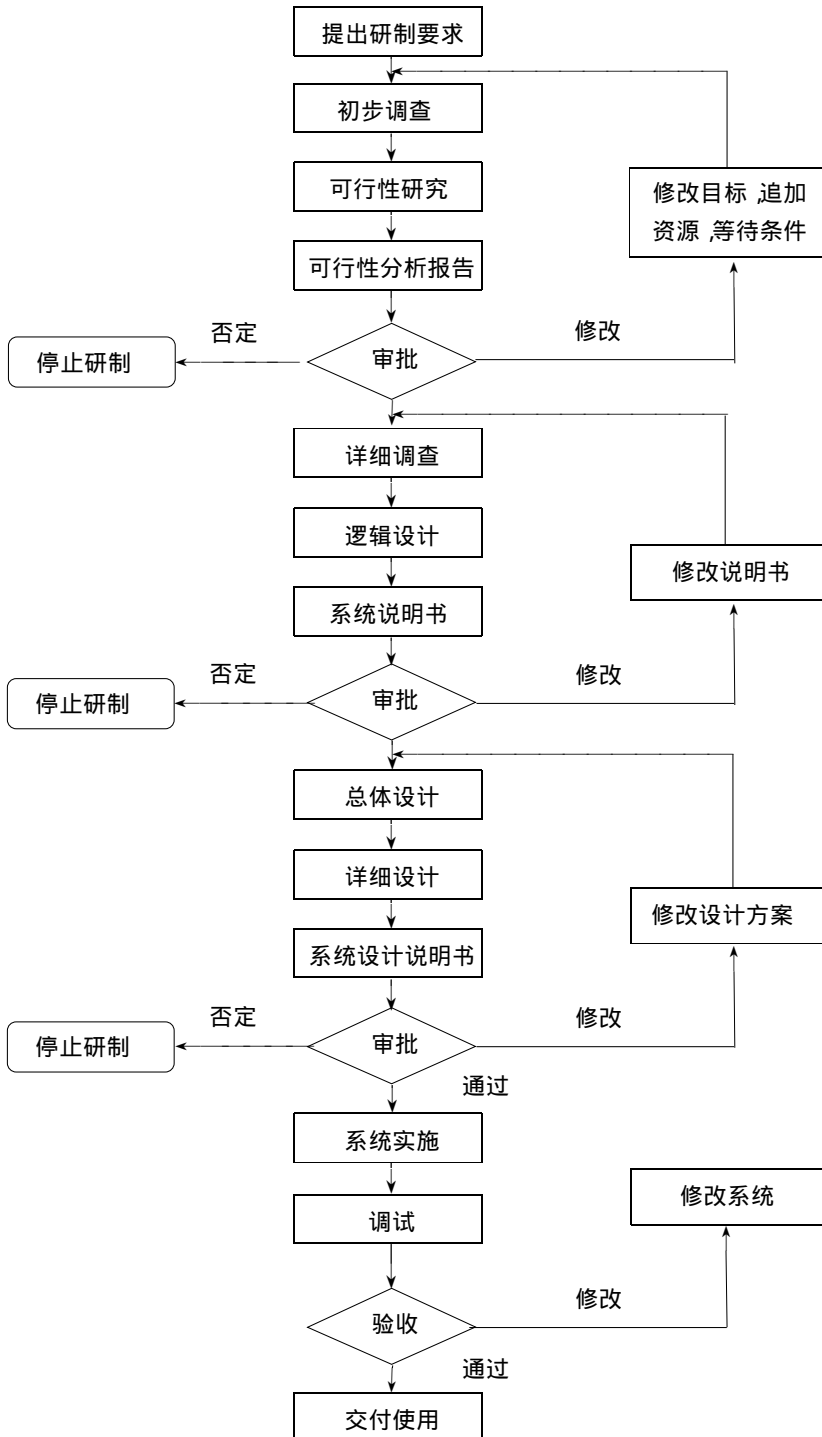 提出研制要求
初步调查
可行性研究
修改目标,追加
资源,等待条件
可行性分析报告
否定
修改
停止研制
审批
详细调查
逻辑设计
修改说明书
系统说明书
否定
修改
停止研制
审批
总体设计
详细设计
修改设计方案
系统设计说明书
否定
修改
停止研制
审批
通过
系统实施
修改系统
调试
修改
验收
通过
交付使用